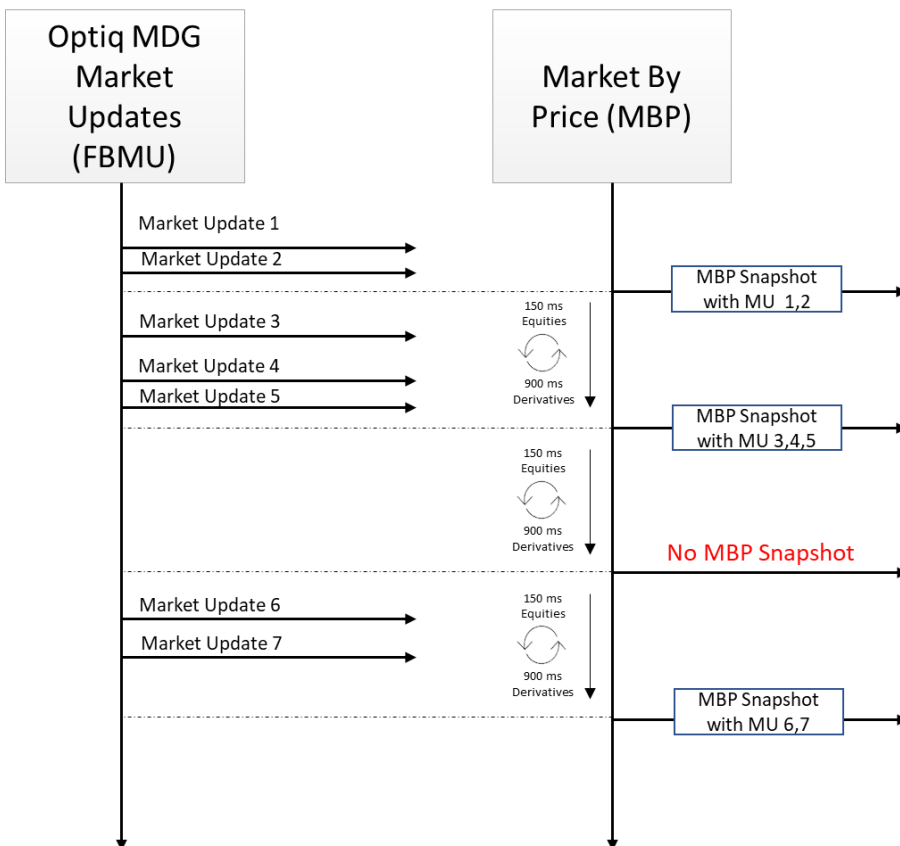 Optiq MDG
Market
Updates
(FBMU)
Market By
Price (MBP)
Market Update 1
Market Update 2
MBP Snapshot
with MU 1,2
150 ms
Equities
900 ms
Derivatives
Market Update 3
Market Update 4
Market Update 5
MBP Snapshot
with MU 3,4,5
150 ms
Equities
900 ms
Derivatives
No MBP Snapshot
Market Update 6
Market Update 7
150 ms
Equities
900 ms
Derivatives
MBP Snapshot
with MU 6,7